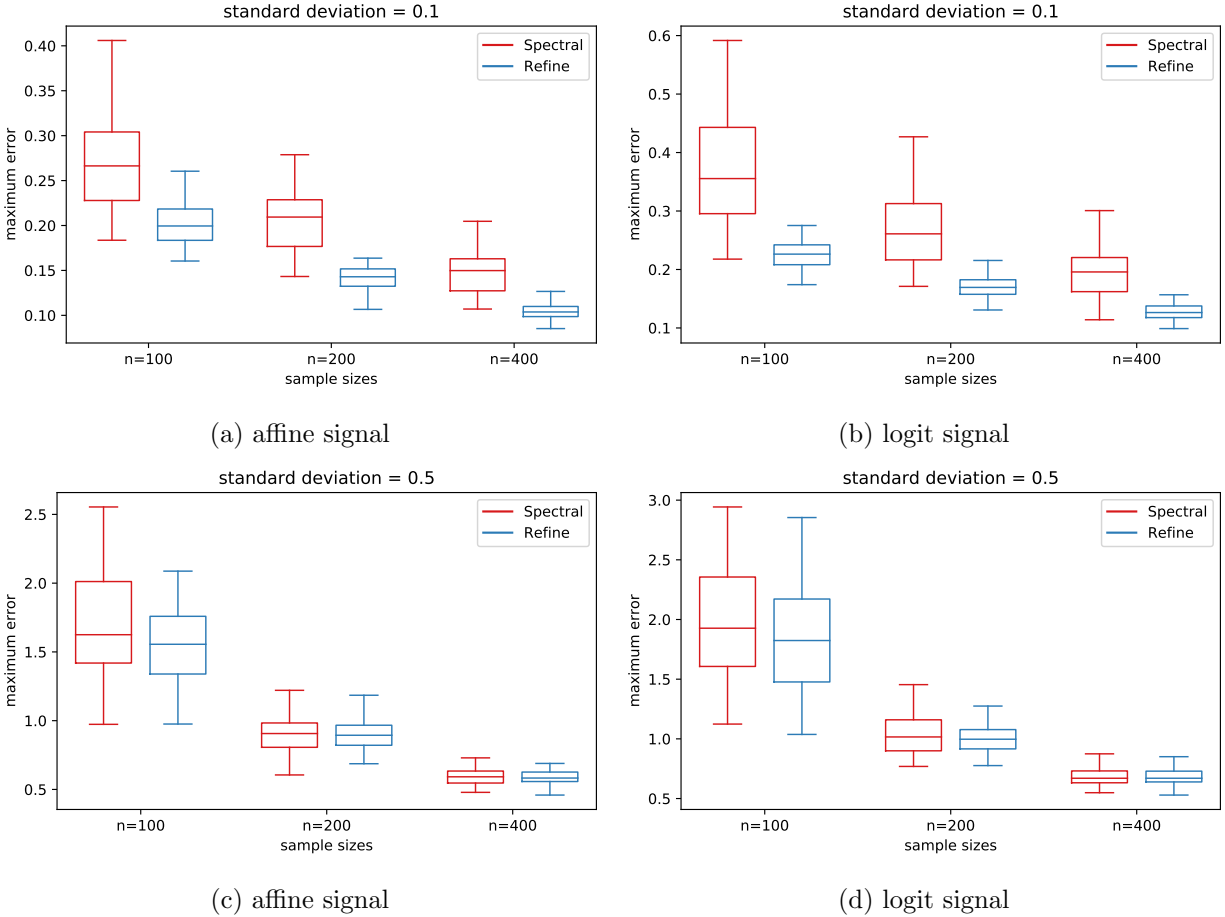 standard deviation = 0.1
0.40
0.35
0.30
0.25
0.20
0.15
0.10
maximum error
Spectral
Refine
n=100 n=200 n=400
sample sizes
(a) affine signal
standard deviation = 0.1
0.6
0.5
0.4
0.3
0.2
0.1
maximum error
Spectral
Refine
n=100 n=200 n=400
sample sizes
(b) logit signal
standard deviation = 0.5
2.5
2.0
1.5
1.0
0.5
maximum error
Spectral
Refine
n=100 n=200 n=400
sample sizes
(c) affine signal
standard deviation = 0.5
3.0
2.5
2.0
1.5
1.0
0.5
maximum error
Spectral
Refine
n=100 n=200 n=400
sample sizes
(d) logit signal